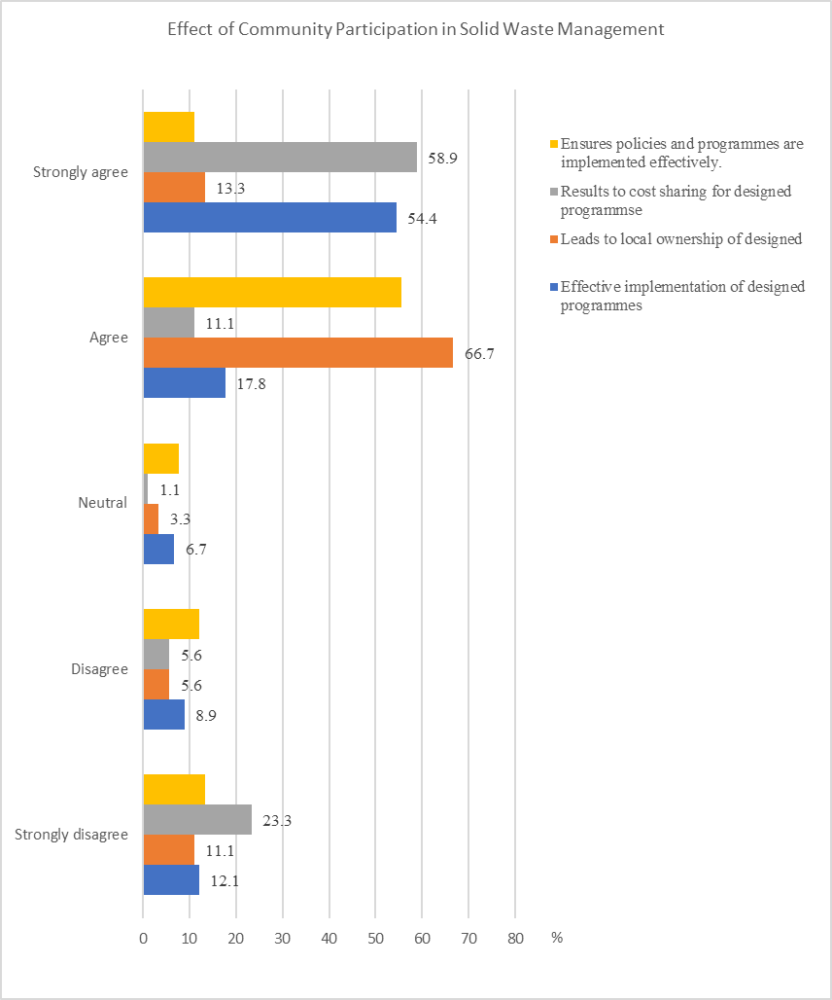 Effect of Community Participation in Solid Waste Management
Strongly agree
58.9
13.3
54.4
Agree
11.1
66.7
17.8
Neutral
1.1
3.3
6.7
Disagree
5.6
5.6
8.9
Strongly disagree
23.3
11.1
12.1
0 10 20 30 40 50 60 70 80 %
Ensures policies and programmes are
implemented effectively.
Results to cost sharing for designed
programmse
Leads to local ownership of designed
Effective implementation of designed
programmes